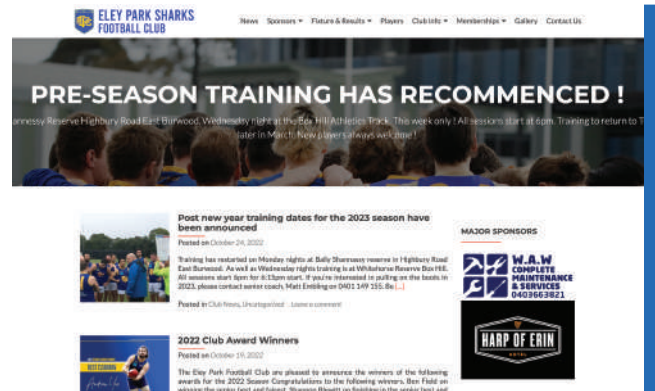 ELEY PARK SHARKS
FOOTBALL CLUB
News Sponsors Fixture & Results Players Club Info Memberships Gallery Contact Us
PRE-SEASON TRAINING HAS RECOMMENCED !
annessy Reserve Highbury Road East Burwood. Wednesday night at the Box Hill Athletics Track. This week only ! All sessions start at 6pm. Training to return to T
later in March. New players always welcome !
Post new year training dates for the 2023 season have
been announced
Posted on October 24, 2022
Training has restarted on Monday nights at Bally Shannassy reserve in Highbury Road
East Burwood. As well as Wednesday nights training is at Whitehorse Reserve Box Hill.
All sessions start 6pm for 6:15pm start. If you're interested in pulling on the boots in
2023, please contact senior coach, Matt Embling on 0401 149 155. Be [...]
Posted in Club News, Uncategorized Leave a comment
MAJOR SPONSORS
W.A.W
COMPLETE
MAINTENANCE
& SERVICES
0403663821
HARP OF ERIN
HOTEL
2022 Club Award Winners
Posted on October 19, 2022
The Eley Park Football Club are pleased to announce the winners of the following
awards for the 2022 Season Congratulations to the following winners. Ben Field on